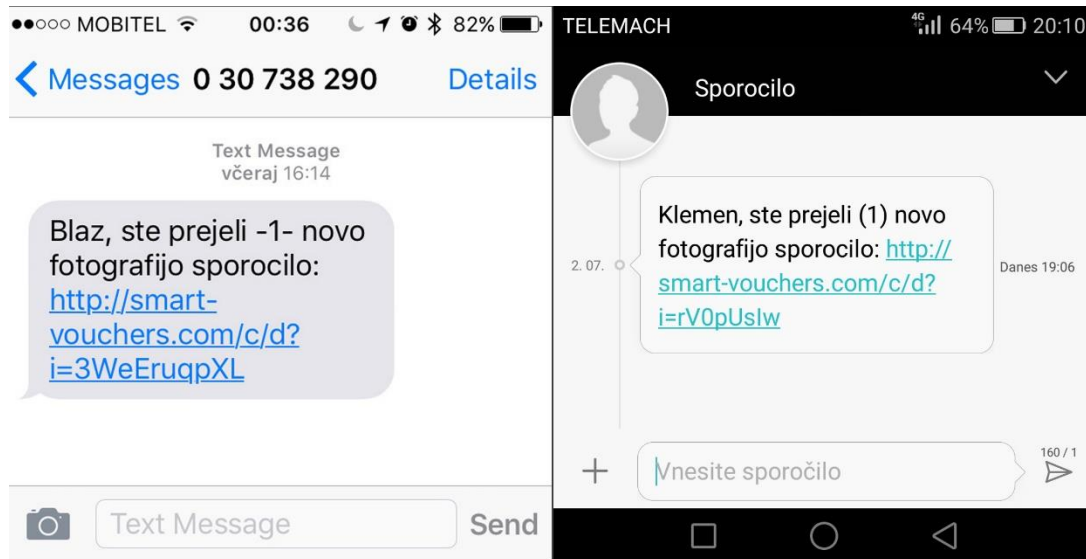 MOBITEL 00:36 82%
Messages 0 30 738 290 Details
Text Message
včeraj 16:14
Blaz, ste prejeli -1- novo
fotografijo sporocilo:
http://smart-
vouchers.com/c/d?
i=3WeEruqpXL
Text Message Send
TELEMACH 4G 64% 20:10
Sporocilo
Klemen, ste prejeli (1) novo
fotografijo sporocilo: http://
smart-vouchers.com/c/d?
i=rV0pUsIw
2. 07.
Danes 19:06
Vnesite sporočilo
160 / 1